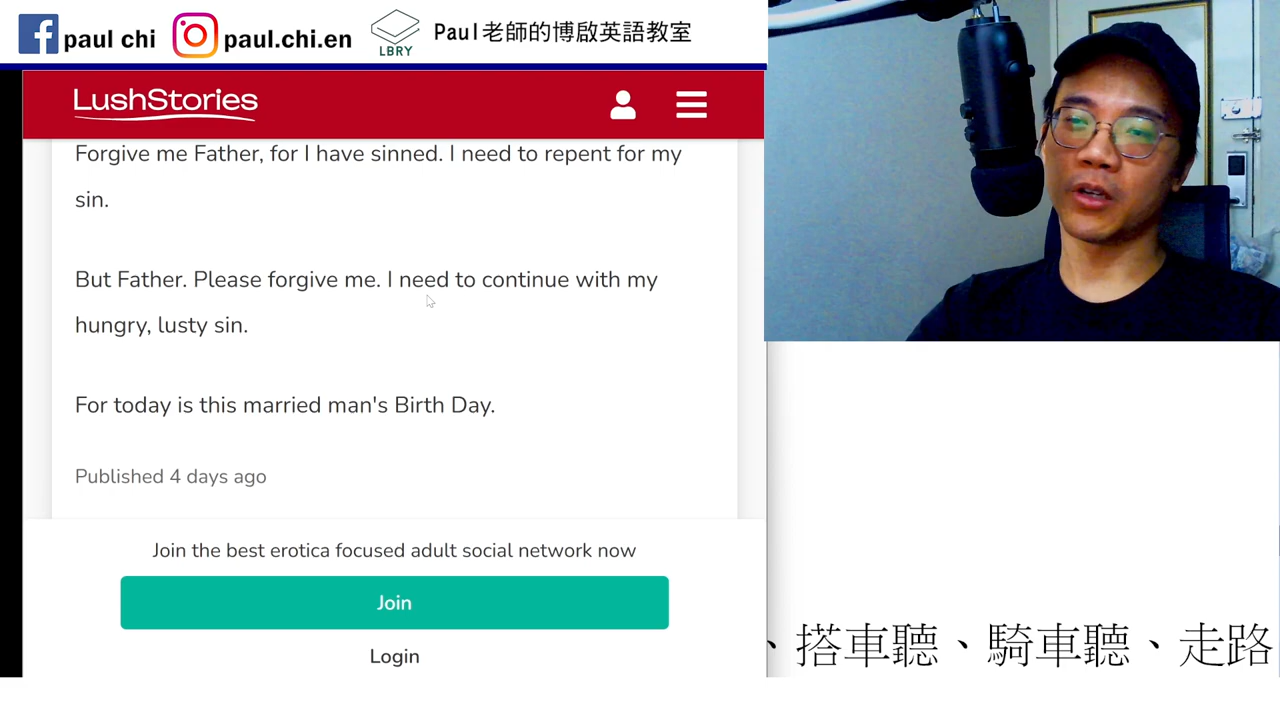 paul chi
paul.chi.en
LBRY
Paul老師的博啟英語教室
LushStories
Forgive me Father, for I have sinned. I need to repent for my
sin.
But Father. Please forgive me. I need to continue with my
hungry, lusty sin.
For today is this married man's Birth Day.
Published 4 days ago
Join the best erotica focused adult social network now
Join
Login
、搭車聽、騎車聽、走路